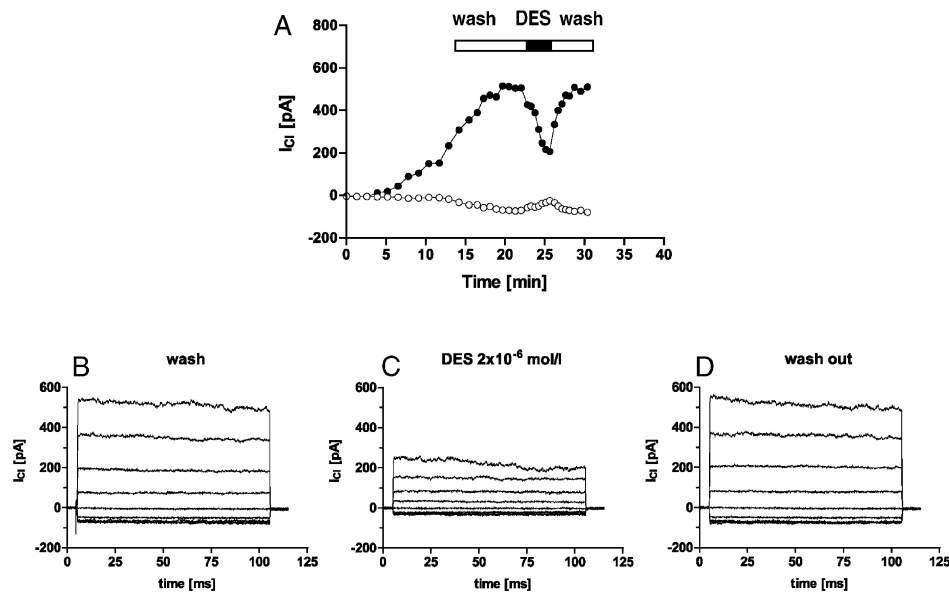 A
wash DES wash
800
600
400
200
0
-200
I_Cl [pA]
0 5 10 15 20 25 30 35 40
Time [min]
B
wash
600
400
200
0
-200
I_Cl [pA]
0 25 50 75 100 125
time [ms]
C
DES 2x10⁻⁶ mol/l
600
400
200
0
-200
I_Cl [pA]
0 25 50 75 100 125
time [ms]
D
wash out
600
400
200
0
-200
I_Cl [pA]
0 25 50 75 100 125
time [ms]